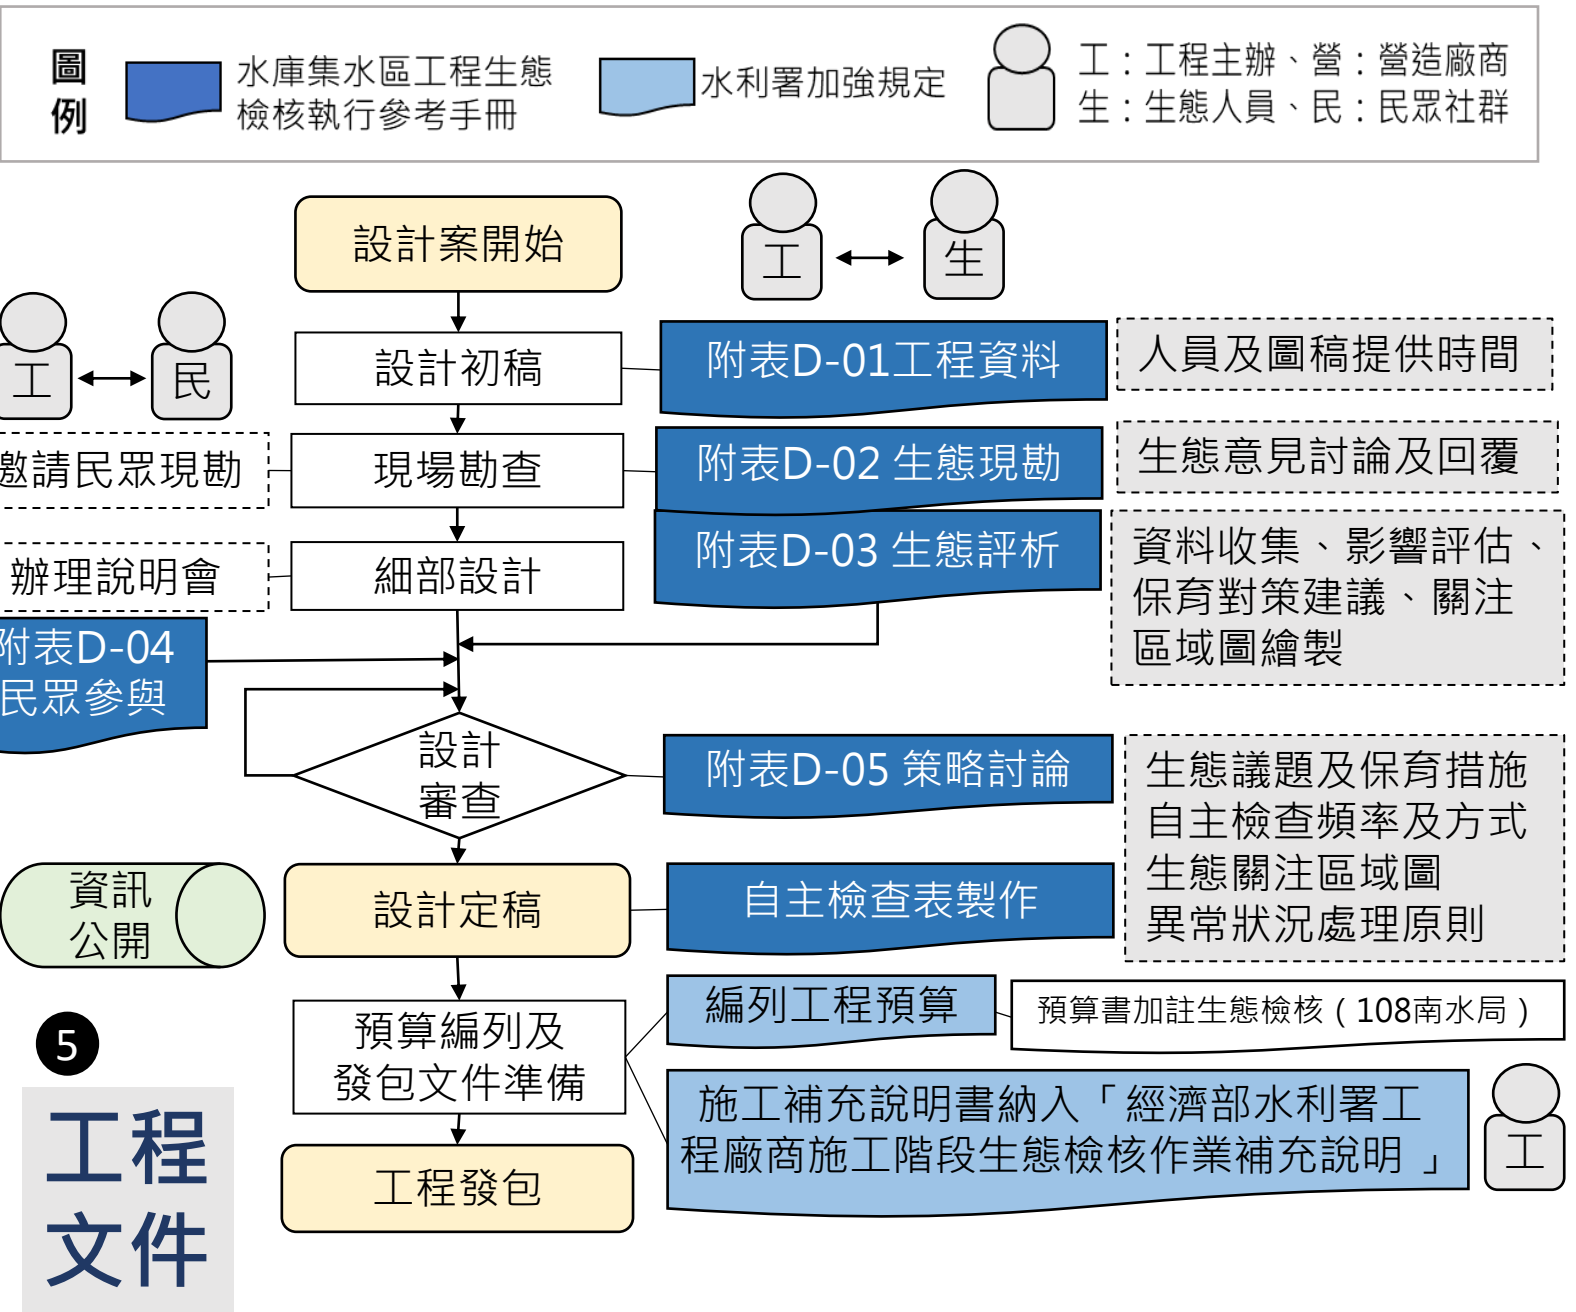 圖
例
水庫集水區工程生態
檢核執行參考手冊
水利署加強規定
工：工程主辦、營：營造廠商
生：生態人員、民：民眾社群
設計案開始
工
生
工
民
設計初稿
附表D-01工程資料
人員及圖稿提供時間
邀請民眾現勘
現場勘查
附表D-02 生態現勘
生態意見討論及回覆
辦理說明會
細部設計
附表D-03 生態評析
資料收集、影響評估、
保育對策建議、關注
區域圖繪製
附表D-04
民眾參與
設計
審查
附表D-05 策略討論
生態議題及保育措施
自主檢查頻率及方式
生態關注區域圖
異常狀況處理原則
資訊
公開
設計定稿
自主檢查表製作
預算編列及
發包文件準備
編列工程預算
預算書加註生態檢核（108南水局）
施工補充說明書納入「經濟部水利署工
程廠商施工階段生態檢核作業補充說明 」
工
工程發包
5
工程
文件